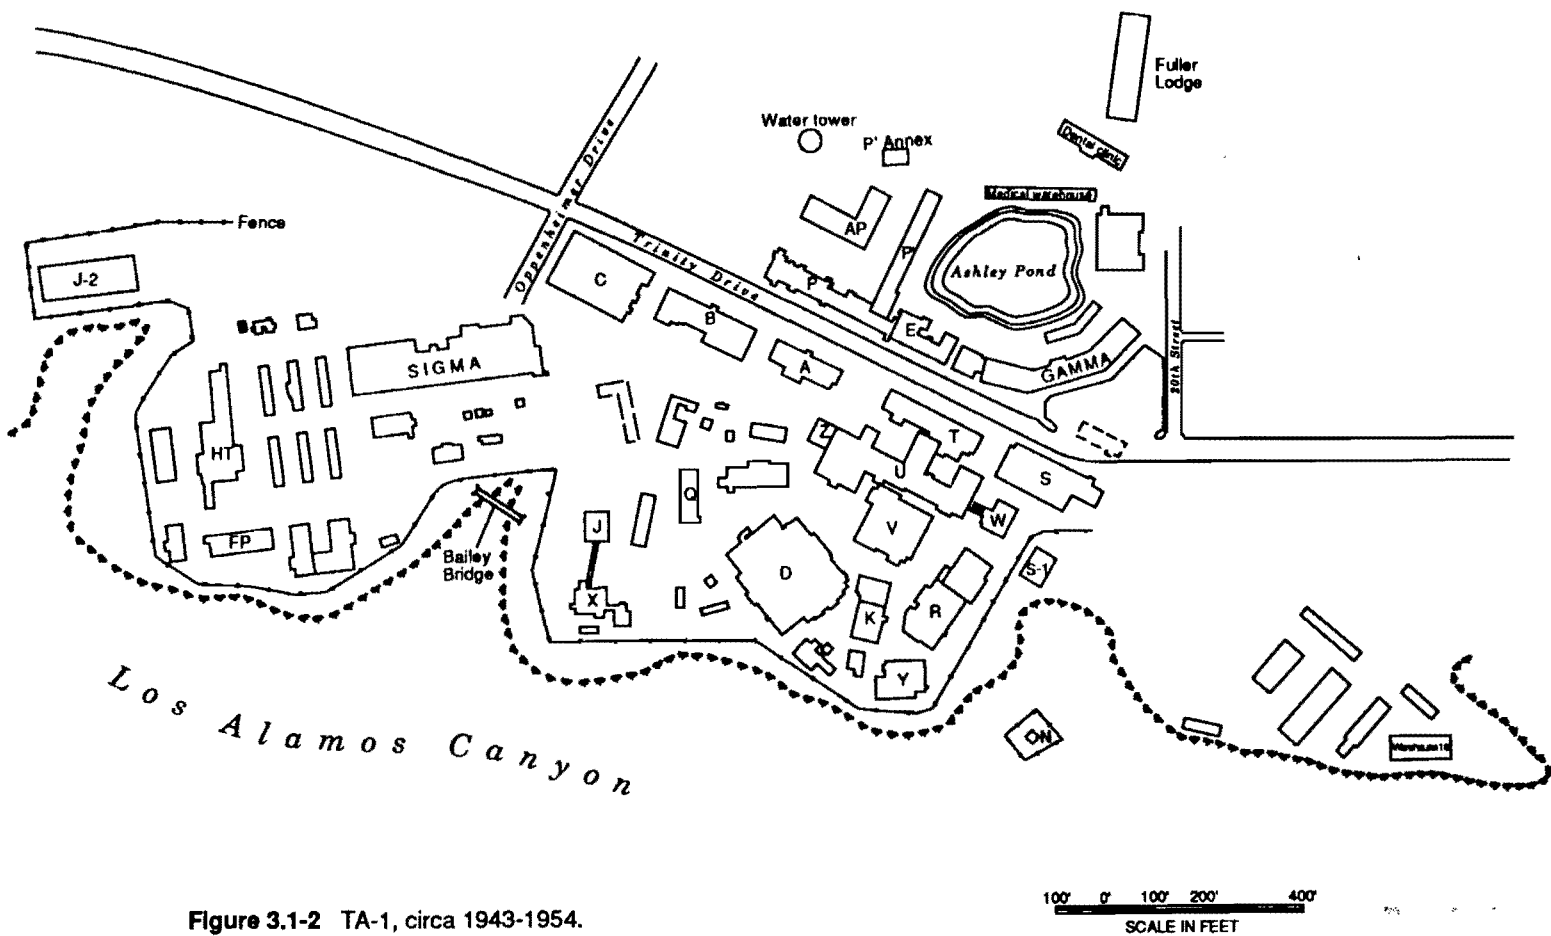 Fuller
Lodge
Water tower
P' Annex
Dental clinic
Medical warehouse
Oppenheimer Drive
Fence
AP
P'
Ashley Pond
J-2
C
Trinity Drive
P
B
E
20th Street
SIGMA
A
GAMMA
HT
Z
T
U
S
Q
W
V
J
FP
Bailey
Bridge
D
S-1
X
K
R
Y
Los Alamos Canyon
N
Warehouse
100' 0' 100' 200' 400'
SCALE IN FEET
Figure 3.1-2 TA-1, circa 1943-1954.